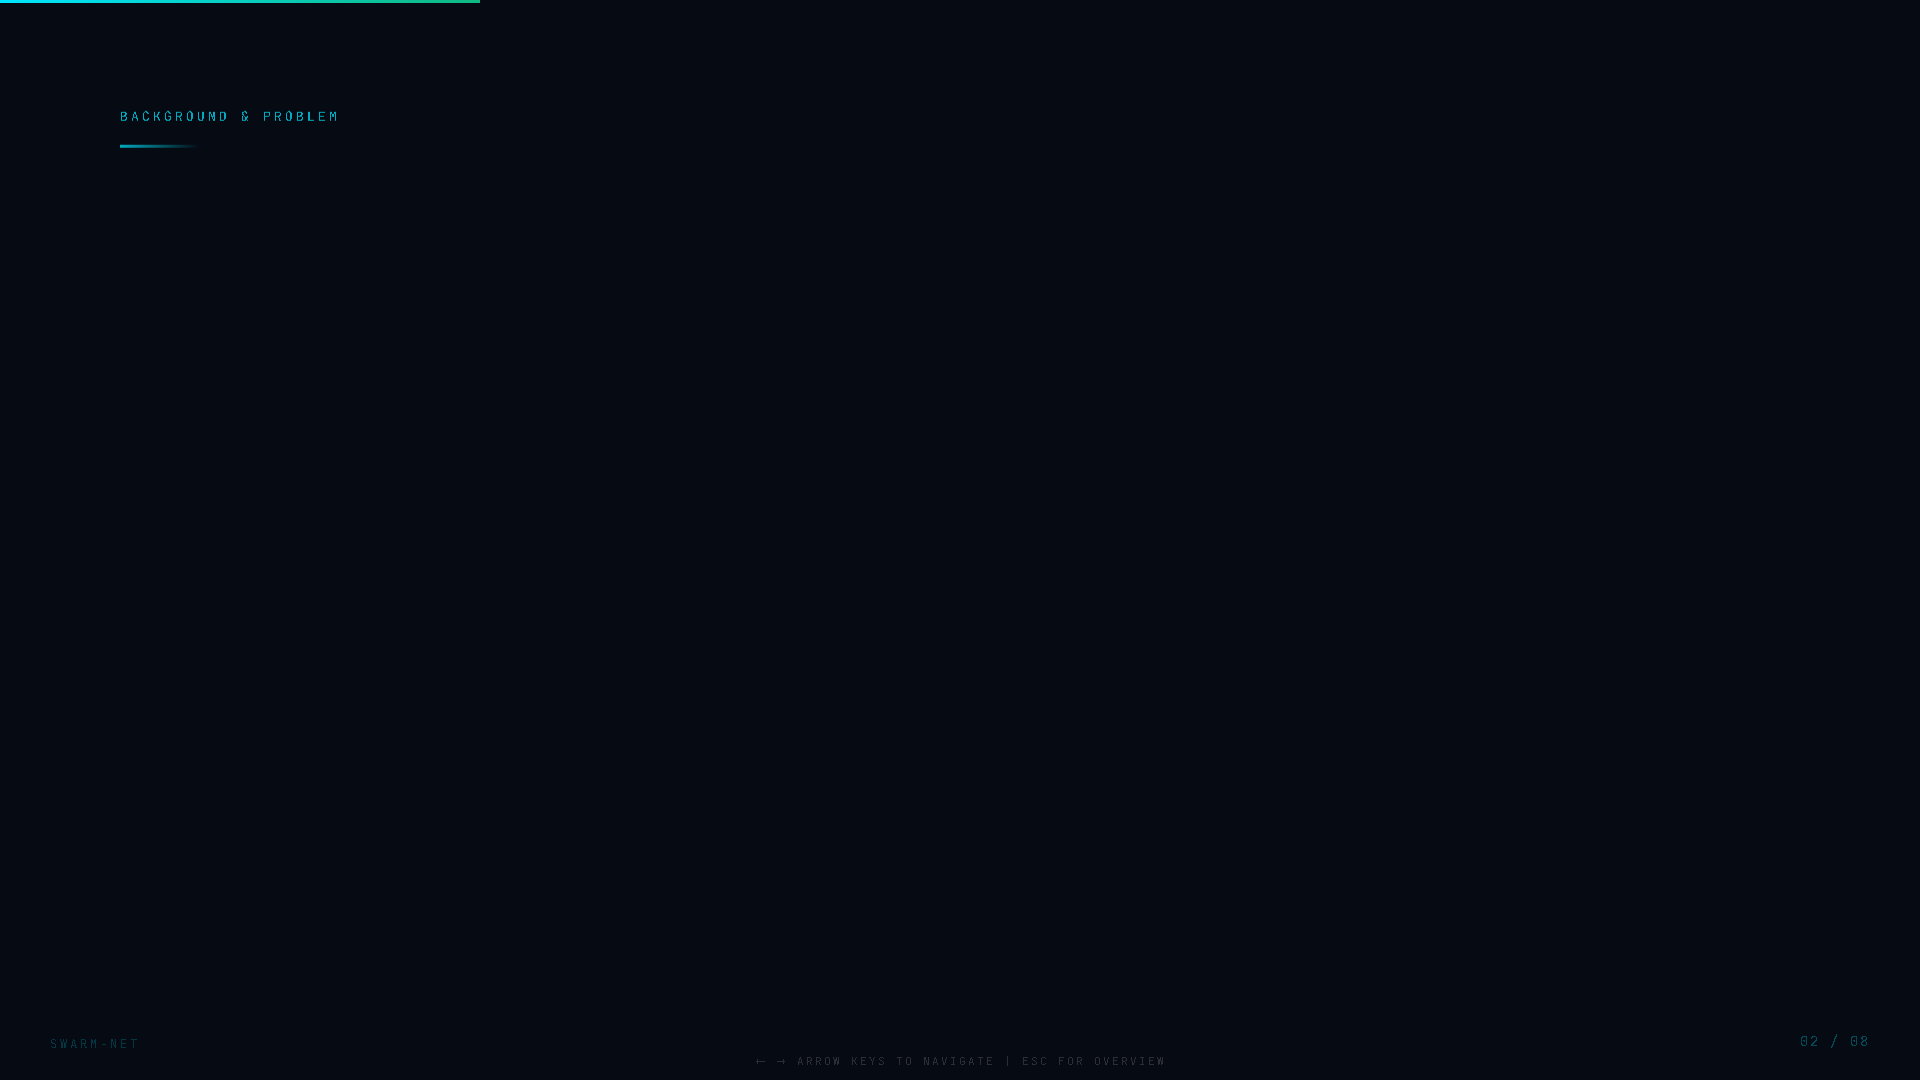 BACKGROUND & PROBLEM
SWARM-NET
← → ARROW KEYS TO NAVIGATE | ESC FOR OVERVIEW
02 / 08